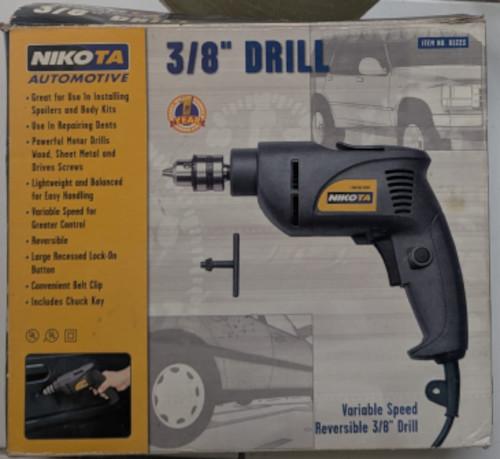 NIKOTA
AUTOMOTIVE
• Great for Use In Installing
Spoilers and Body Kits
• Use In Repairing Dents
• Powerful Motor Drills
Wood, Sheet Metal and
Drives Screws
• Lightweight and Balanced
for Easy Handling
• Variable Speed for
Greater Control
• Reversible
• Large Recessed Lock-On
Button
• Convenient Belt Clip
• Includes Chuck Key
3/8" DRILL
1
YEAR
NIKOTA
Variable Speed
Reversible 3/8" Drill
ITEM NO.